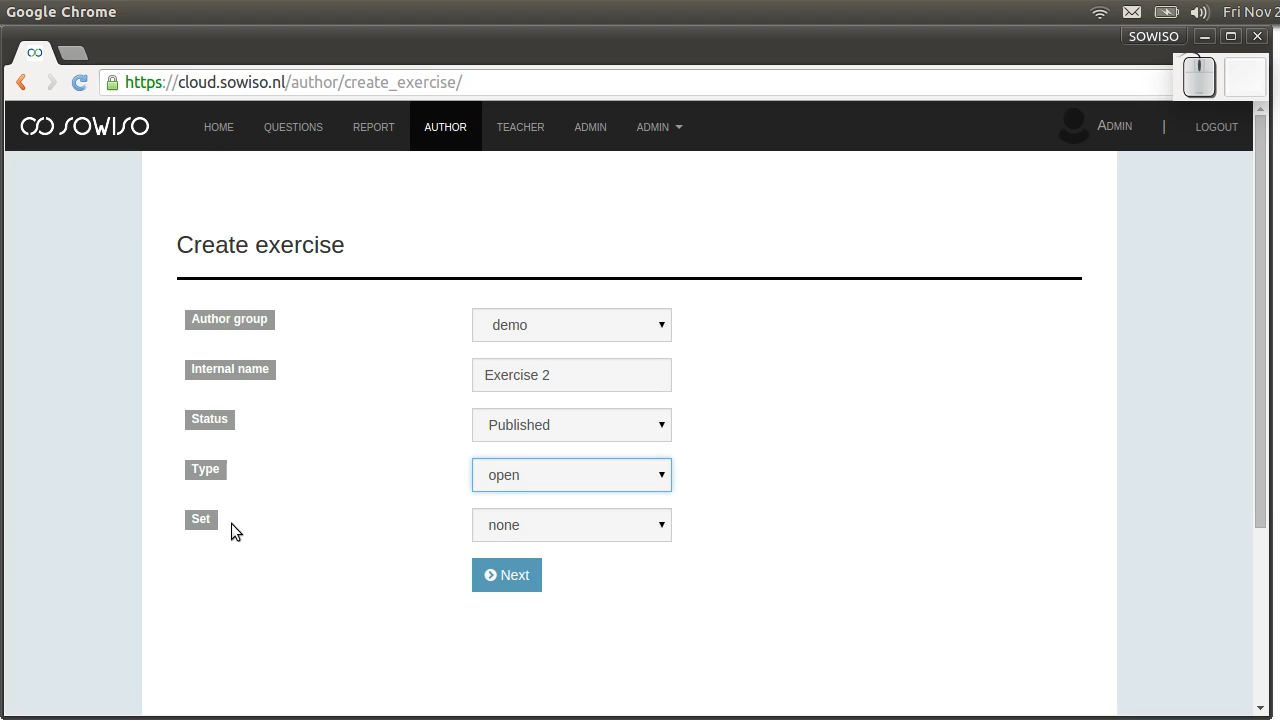 Google Chrome
Fri Nov 2
SOWISO
https://cloud.sowiso.nl/author/create_exercise/
SOWISO HOME QUESTIONS REPORT AUTHOR TEACHER ADMIN ADMIN ADMIN | LOGOUT
Create exercise
Author group demo
Internal name Exercise 2
Status Published
Type open
Set none
Next